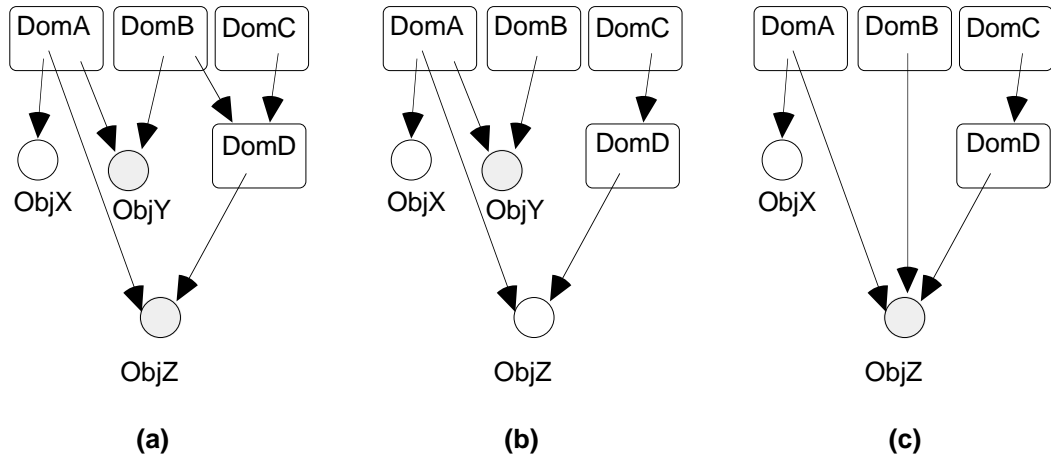 DomA DomB DomC DomA DomB DomC DomA DomB DomC
DomD DomD DomD
ObjX ObjY ObjX ObjY ObjX
ObjZ ObjZ ObjZ
(a) (b) (c)